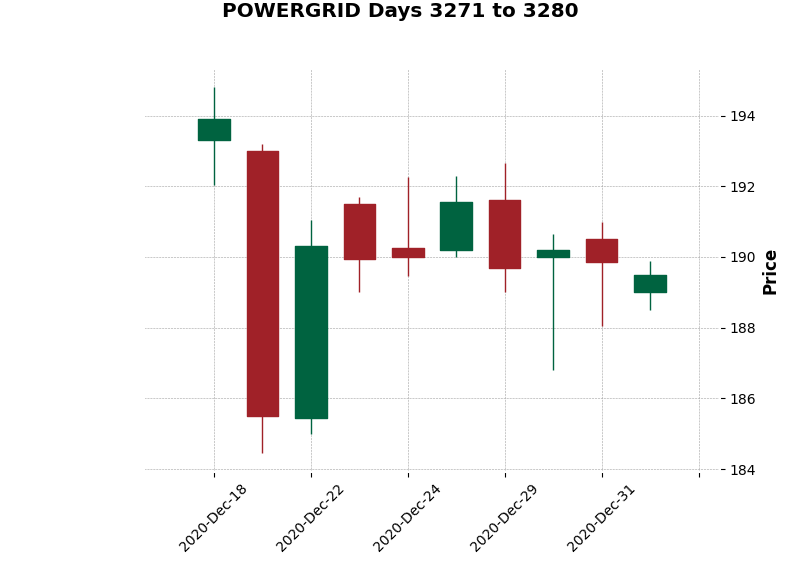 POWERGRID Days 3271 to 3280
194
192
190
188
186
184
Price
2020-Dec-18
2020-Dec-22
2020-Dec-24
2020-Dec-29
2020-Dec-31